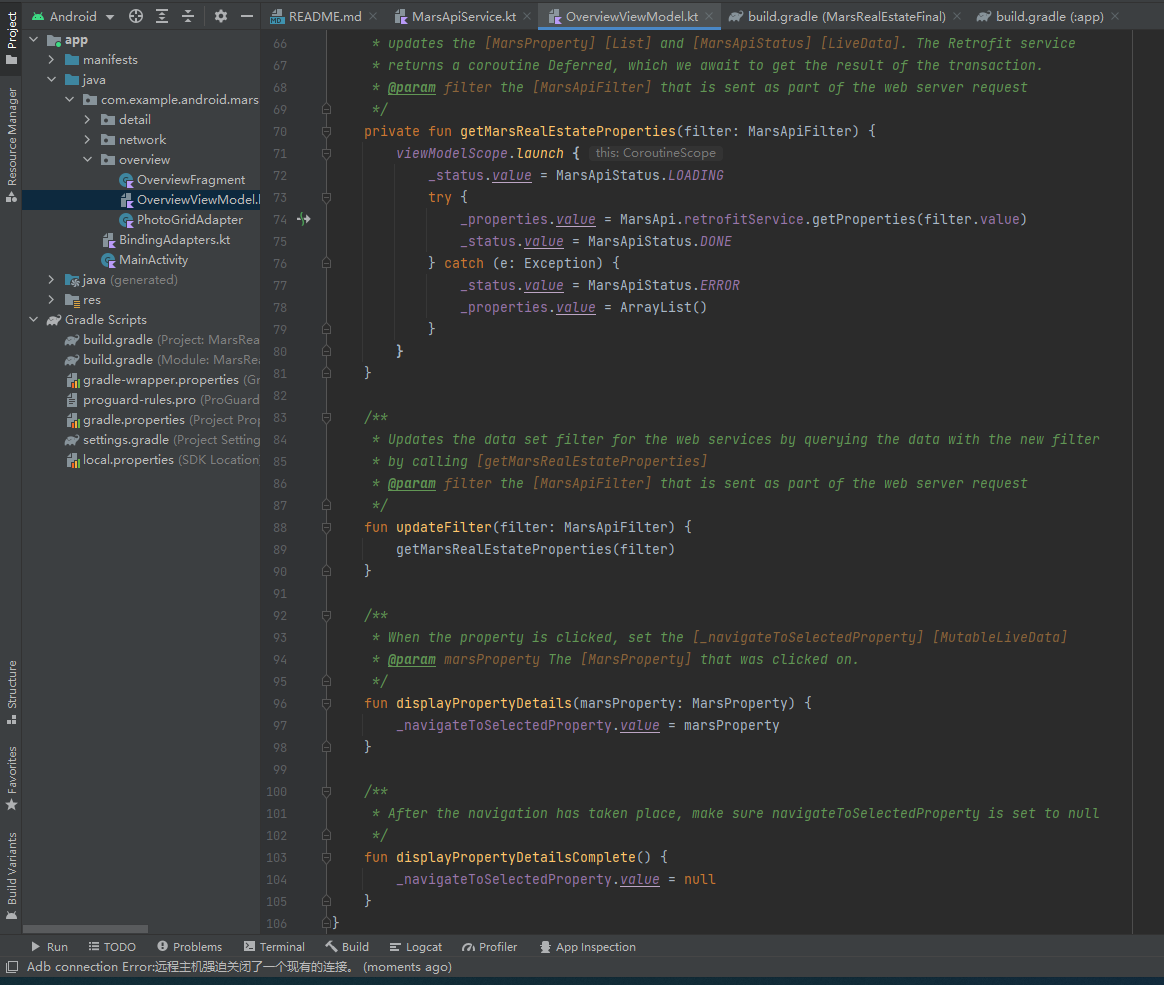 Project
Resource Manager
Structure
Favorites
Build Variants
Android
README.md
MarsApiService.kt
OverviewViewModel.kt
build.gradle (MarsRealEstateFinal)
build.gradle (:app)
app
manifests
java
com.example.android.mars
detail
network
overview
OverviewFragment
OverviewViewModel.
PhotoGridAdapter
BindingAdapters.kt
MainActivity
java (generated)
res
Gradle Scripts
build.gradle (Project: MarsRea
build.gradle (Module: MarsRe
gradle-wrapper.properties (Gr
proguard-rules.pro (ProGuard
gradle.properties (Project Prop
settings.gradle (Project Setting
local.properties (SDK Location)
66 * updates the [MarsProperty] [List] and [MarsApiStatus] [LiveData]. The Retrofit service
67 * returns a coroutine Deferred, which we await to get the result of the transaction.
68 * @param filter the [MarsApiFilter] that is sent as part of the web server request
69 */
70 private fun getMarsRealEstateProperties(filter: MarsApiFilter) {
71 viewModelScope.launch { this: CoroutineScope
72 _status.value = MarsApiStatus.LOADING
73 try {
74 _properties.value = MarsApi.retrofitService.getProperties(filter.value)
75 _status.value = MarsApiStatus.DONE
76 } catch (e: Exception) {
77 _status.value = MarsApiStatus.ERROR
78 _properties.value = ArrayList()
79 }
80 }
81 }
82
83 /**
84 * Updates the data set filter for the web services by querying the data with the new filter
85 * by calling [getMarsRealEstateProperties]
86 * @param filter the [MarsApiFilter] that is sent as part of the web server request
87 */
88 fun updateFilter(filter: MarsApiFilter) {
89 getMarsRealEstateProperties(filter)
90 }
91
92 /**
93 * When the property is clicked, set the [_navigateToSelectedProperty] [MutableLiveData]
94 * @param marsProperty The [MarsProperty] that was clicked on.
95 */
96 fun displayPropertyDetails(marsProperty: MarsProperty) {
97 _navigateToSelectedProperty.value = marsProperty
98 }
99
100 /**
101 * After the navigation has taken place, make sure navigateToSelectedProperty is set to null
102 */
103 fun displayPropertyDetailsComplete() {
104 _navigateToSelectedProperty.value = null
105 }
106 }
Run TODO Problems Terminal Build Logcat Profiler App Inspection
Adb connection Error:远程主机强迫关闭了一个现有的连接。 (moments ago)